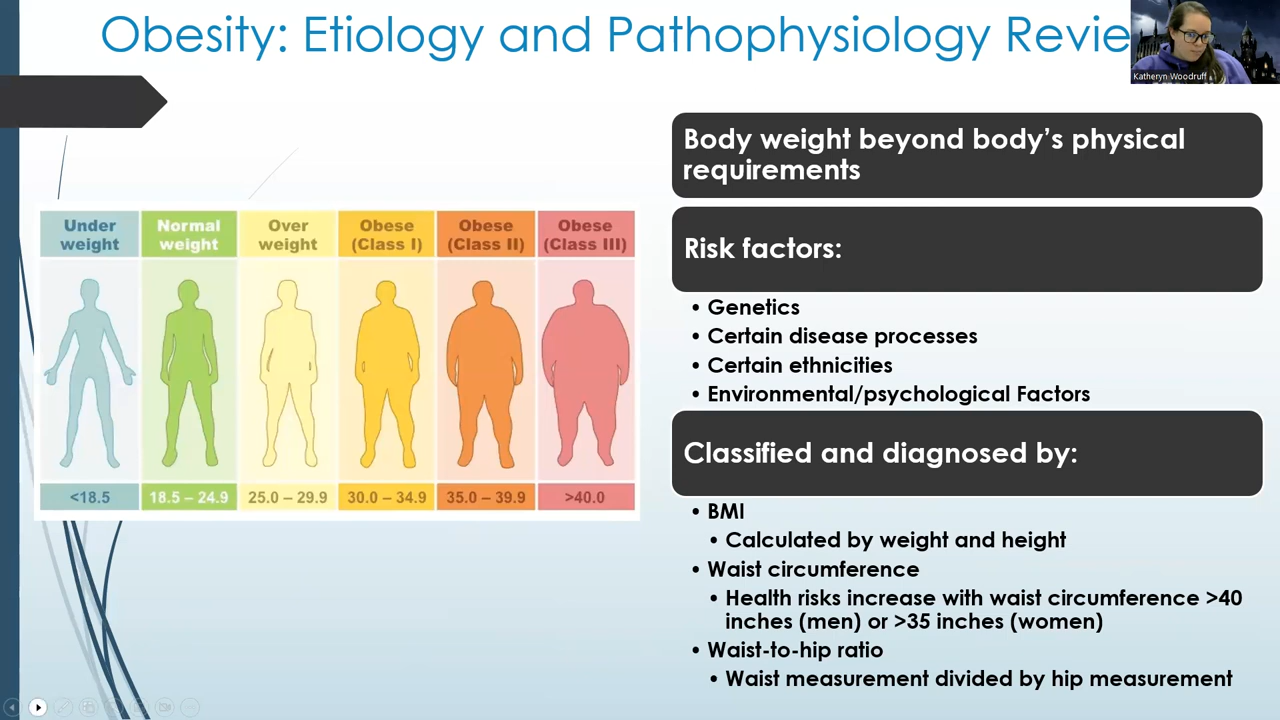 Obesity: Etiology and Pathophysiology Revie
Katheryn Woodruff
Under
weight
Normal
weight
Over
weight
Obese
(Class I)
Obese
(Class II)
Obese
(Class III)
<18.5
18.5 – 24.9
25.0 – 29.9
30.0 – 34.9
35.0 – 39.9
>40.0
Body weight beyond body’s physical
requirements
Risk factors:
• Genetics
• Certain disease processes
• Certain ethnicities
• Environmental/psychological Factors
Classified and diagnosed by:
• BMI
• Calculated by weight and height
• Waist circumference
• Health risks increase with waist circumference >40
inches (men) or >35 inches (women)
• Waist-to-hip ratio
• Waist measurement divided by hip measurement